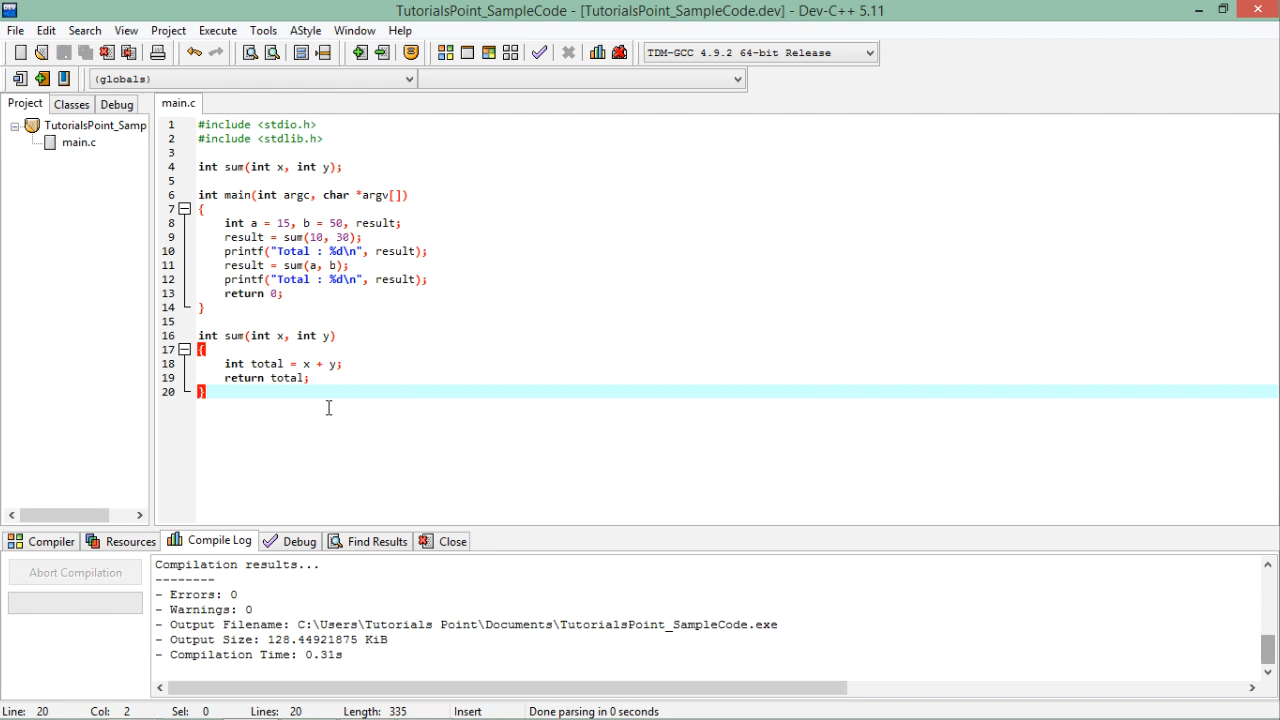 TutorialsPoint_SampleCode - [TutorialsPoint_SampleCode.dev] - Dev-C++ 5.11
File Edit Search View Project Execute Tools AStyle Window Help
TDM-GCC 4.9.2 64-bit Release
(globals)
Project Classes Debug
main.c
TutorialsPoint_Samp
main.c
1 #include <stdio.h>
2 #include <stdlib.h>
3
4 int sum(int x, int y);
5
6 int main(int argc, char *argv[])
7 {
8 int a = 15, b = 50, result;
9 result = sum(10, 30);
10 printf("Total : %d\n", result);
11 result = sum(a, b);
12 printf("Total : %d\n", result);
13 return 0;
14 }
15
16 int sum(int x, int y)
17 {
18 int total = x + y;
19 return total;
20 }
Compiler Resources Compile Log Debug Find Results Close
Abort Compilation
Compilation results...
--------
- Errors: 0
- Warnings: 0
- Output Filename: C:\Users\Tutorials Point\Documents\TutorialsPoint_SampleCode.exe
- Output Size: 128.44921875 KiB
- Compilation Time: 0.31s
Line: 20 Col: 2 Sel: 0 Lines: 20 Length: 335 Insert Done parsing in 0 seconds